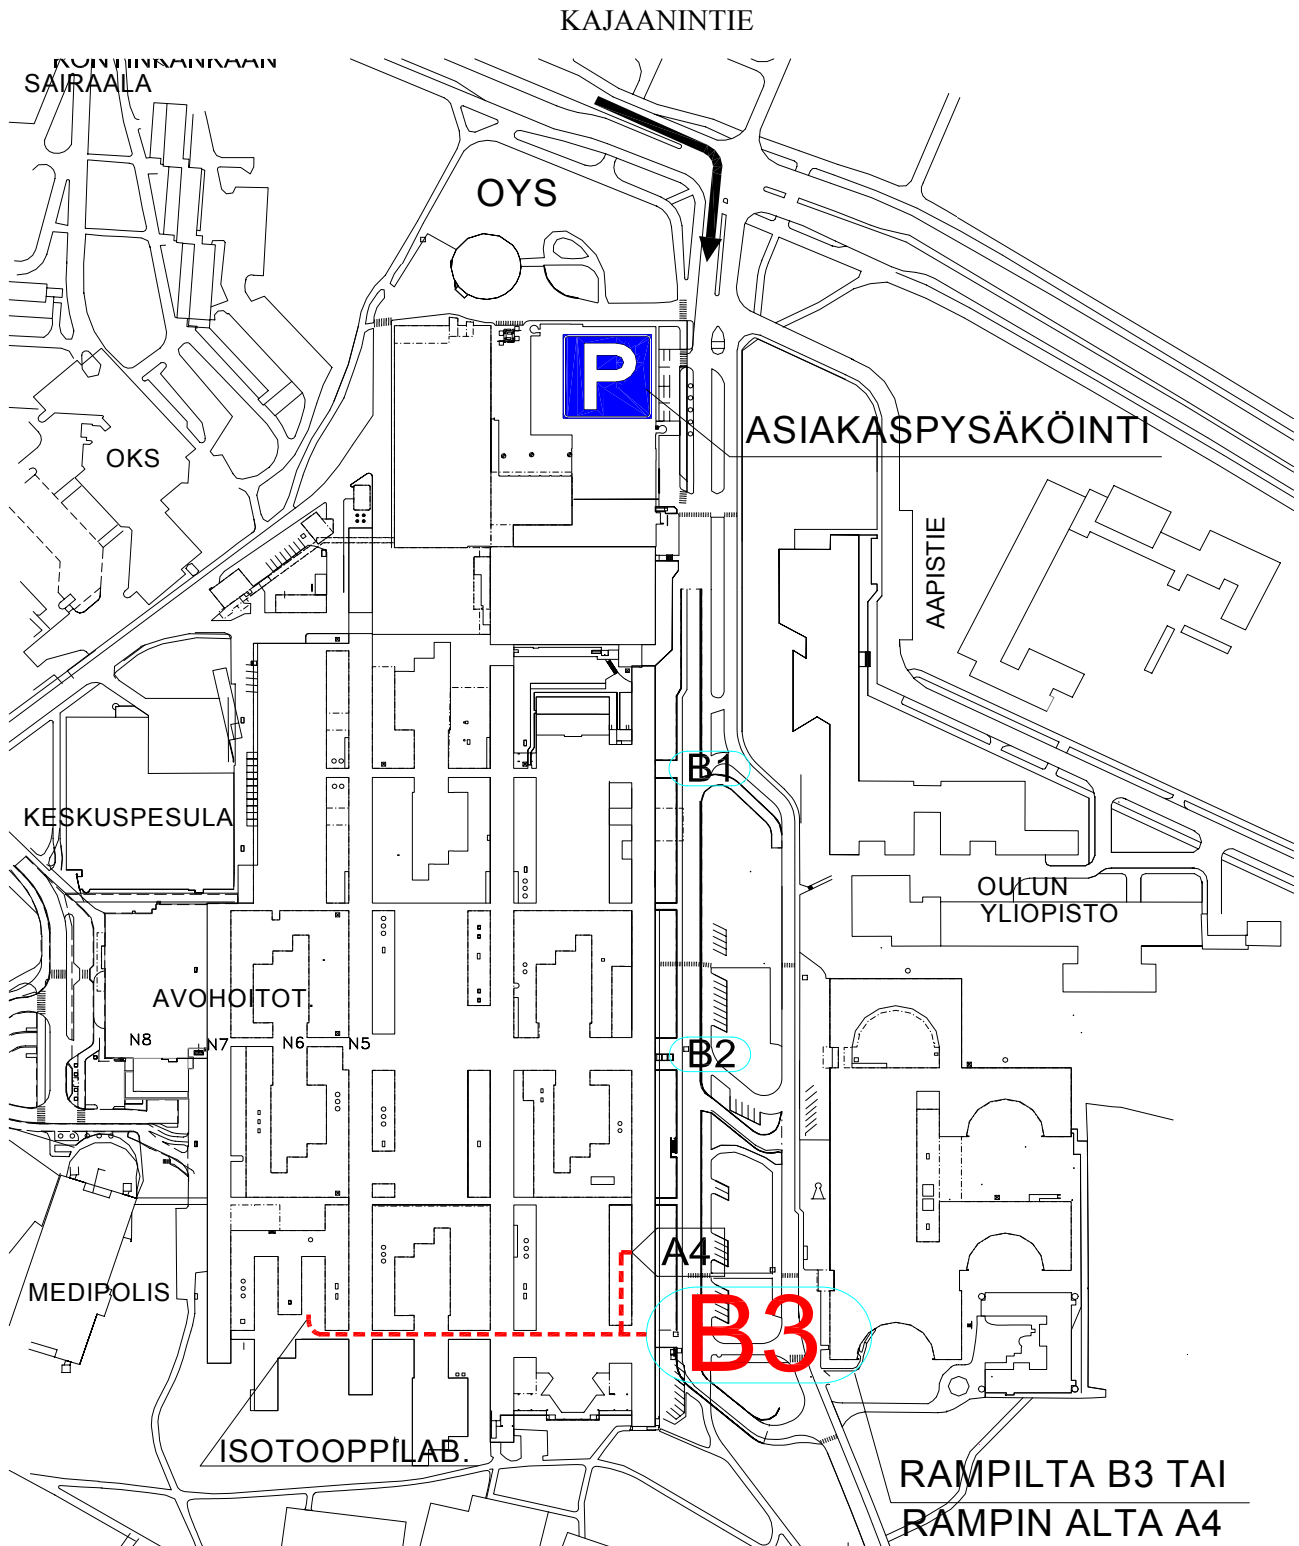 KAJAANINTIE
KONTINKANKAAN
SAIRAALA
OYS
P
ASIAKASPYSÄKÖINTI
OKS
AAPISTIE
B1
KESKUSPESULA
OULUN
YLIOPISTO
AVOHOITOT.
N8
N7
N6
N5
B2
A4
MEDIPOLIS
B3
ISOTOOPPILAB.
RAMPILTA B3 TAI
RAMPIN ALTA A4